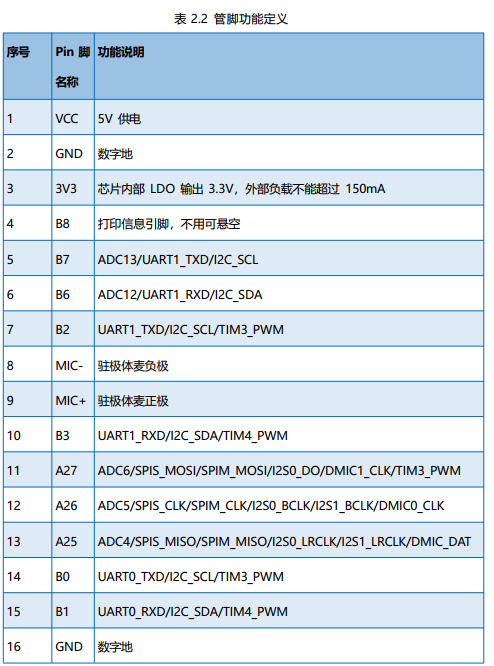 表 2.2 管脚功能定义
序号 Pin 脚名称 功能说明
1 VCC 5V 供电
2 GND 数字地
3 3V3 芯片内部 LDO 输出 3.3V，外部负载不能超过 150mA
4 B8 打印信息引脚，不用可悬空
5 B7 ADC13/UART1_TXD/I2C_SCL
6 B6 ADC12/UART1_RXD/I2C_SDA
7 B2 UART1_TXD/I2C_SCL/TIM3_PWM
8 MIC- 驻极体麦负极
9 MIC+ 驻极体麦正极
10 B3 UART1_RXD/I2C_SDA/TIM4_PWM
11 A27 ADC6/SPIS_MOSI/SPIM_MOSI/I2S0_DO/DMIC1_CLK/TIM3_PWM
12 A26 ADC5/SPIS_CLK/SPIM_CLK/I2S0_BCLK/I2S1_BCLK/DMIC0_CLK
13 A25 ADC4/SPIS_MISO/SPIM_MISO/I2S0_LRCLK/I2S1_LRCLK/DMIC_DAT
14 B0 UART0_TXD/I2C_SCL/TIM3_PWM
15 B1 UART0_RXD/I2C_SDA/TIM4_PWM
16 GND 数字地